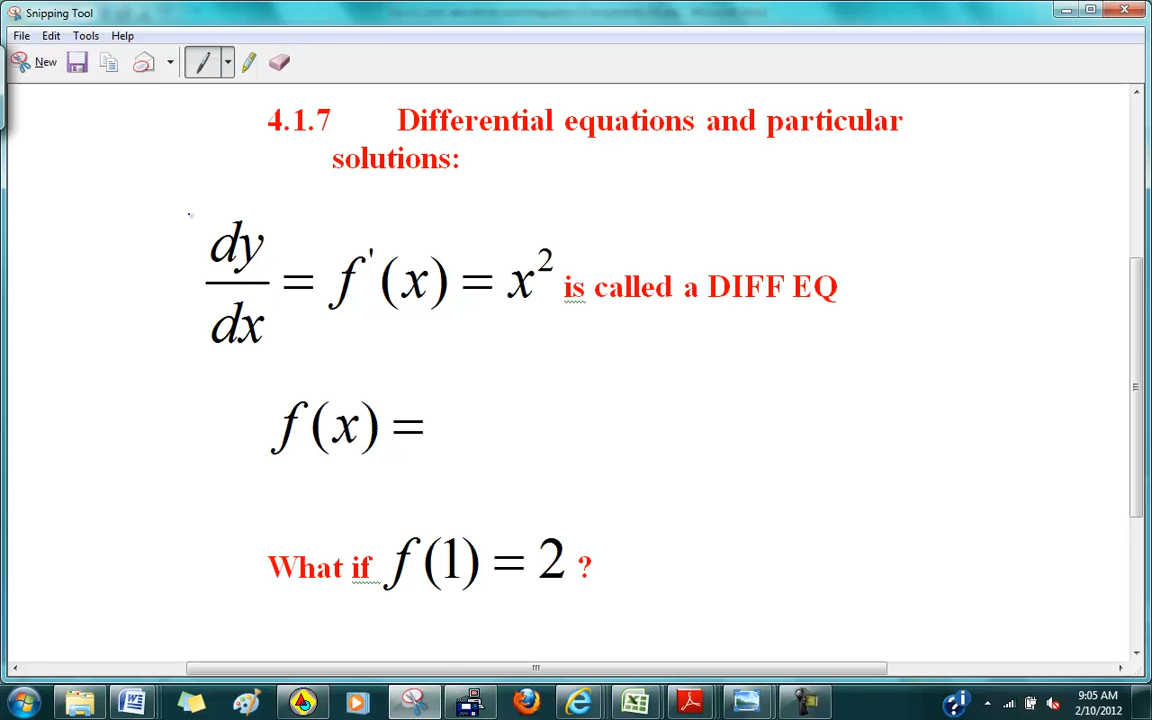 Snipping Tool
File Edit Tools Help
New
4.1.7 Differential equations and particular
solutions:
dy/dx = f'(x) = x² is called a DIFF EQ
f(x) =
What if f(1) = 2 ?
9:05 AM
2/10/2012